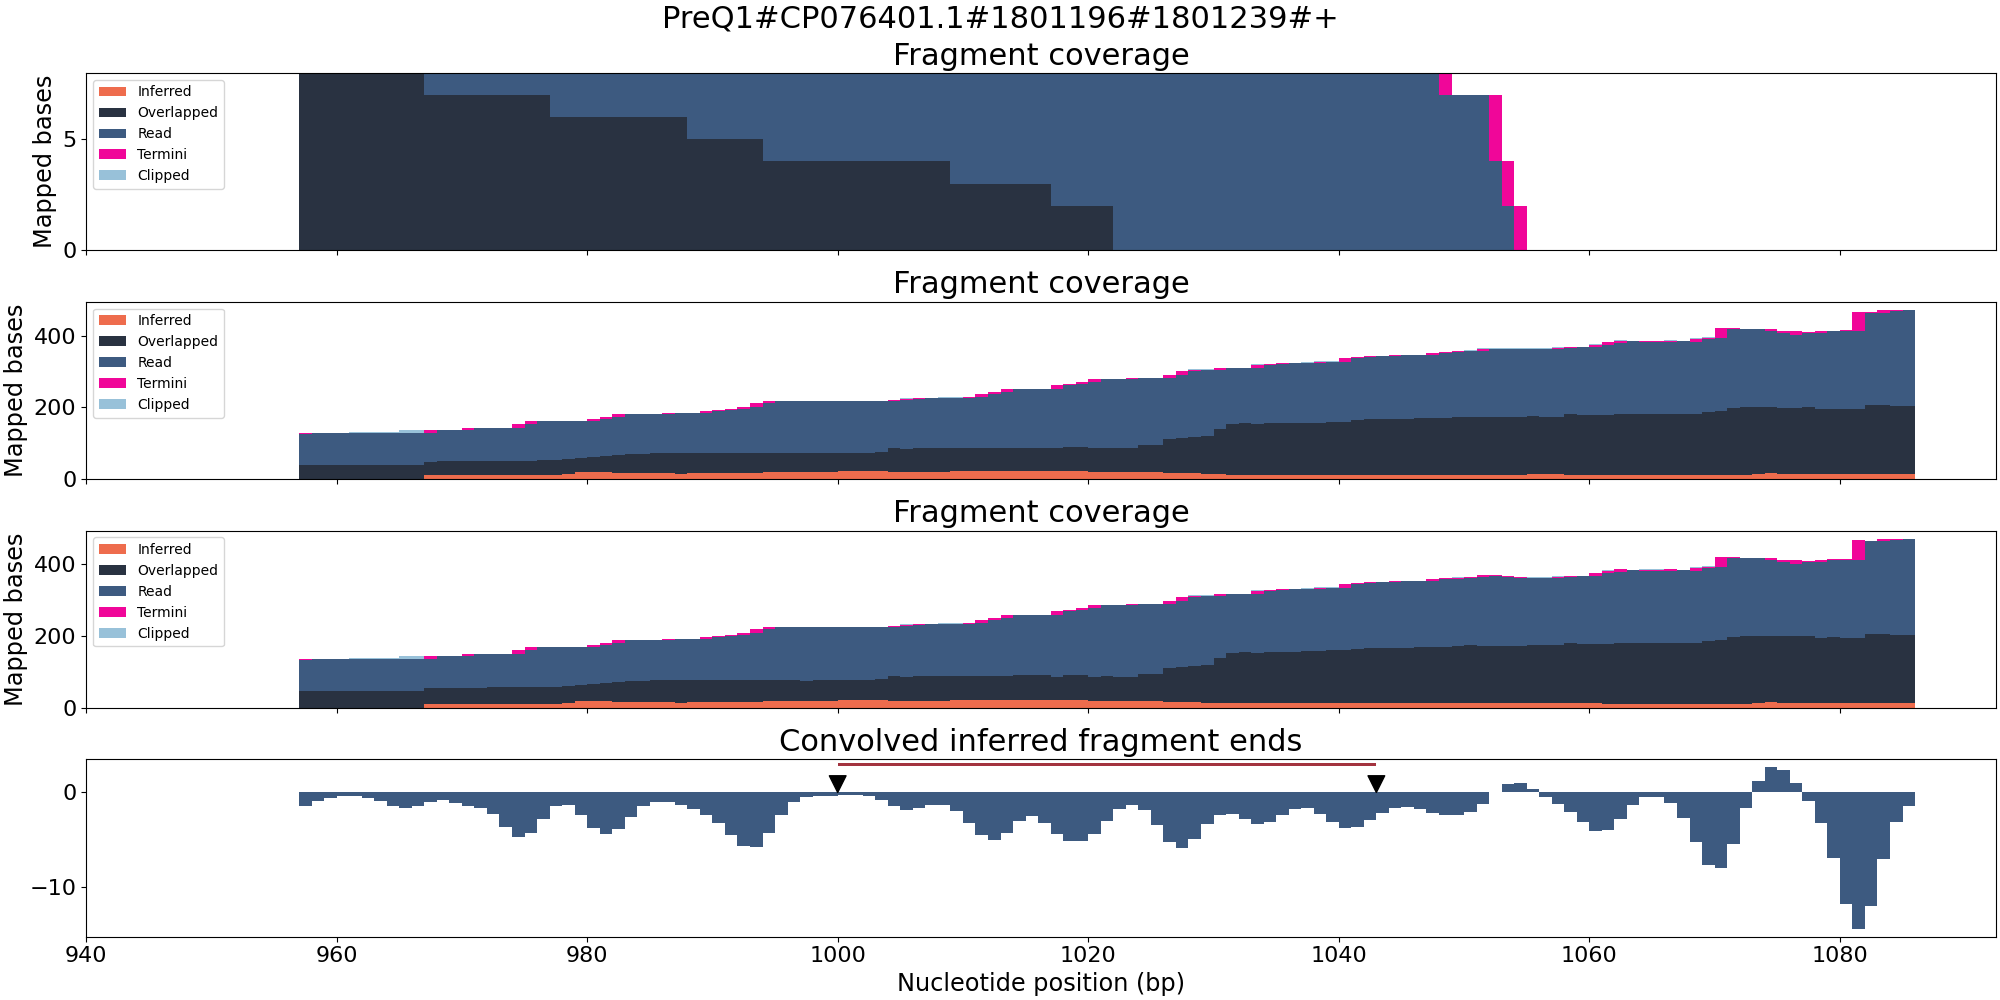 PreQ1#CP076401.1#1801196#1801239#+
Fragment coverage
Mapped bases
5
0
Inferred
Overlapped
Read
Termini
Clipped
Fragment coverage
Mapped bases
400
200
0
Inferred
Overlapped
Read
Termini
Clipped
Fragment coverage
Mapped bases
400
200
0
Inferred
Overlapped
Read
Termini
Clipped
Convolved inferred fragment ends
0
−10
940 960 980 1000 1020 1040 1060 1080
Nucleotide position (bp)